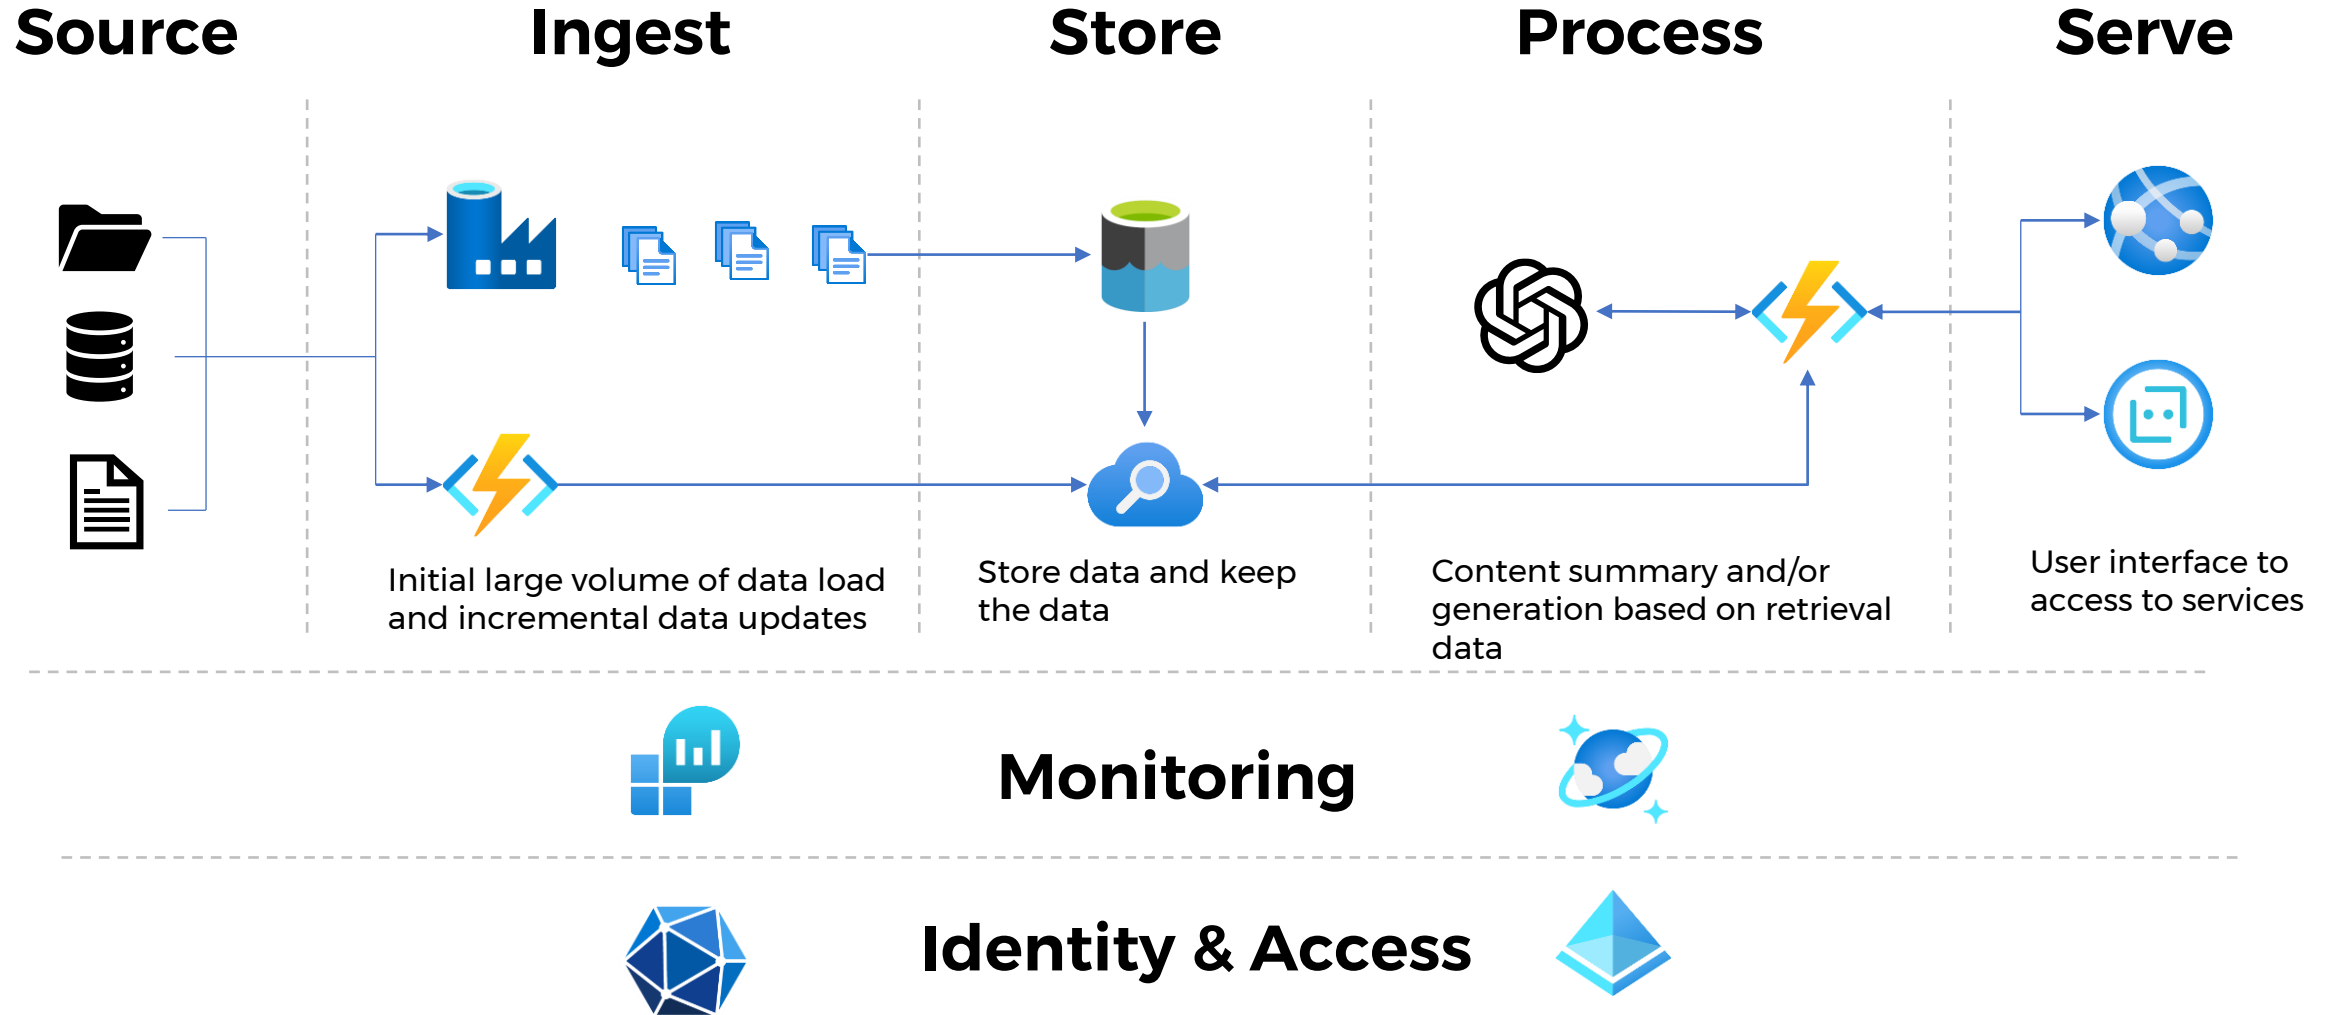 Source
Ingest
Store
Process
Serve
Initial large volume of data load
and incremental data updates
Store data and keep
the data
Content summary and/or
generation based on retrieval
data
User interface to
access to services
Monitoring
Identity & Access